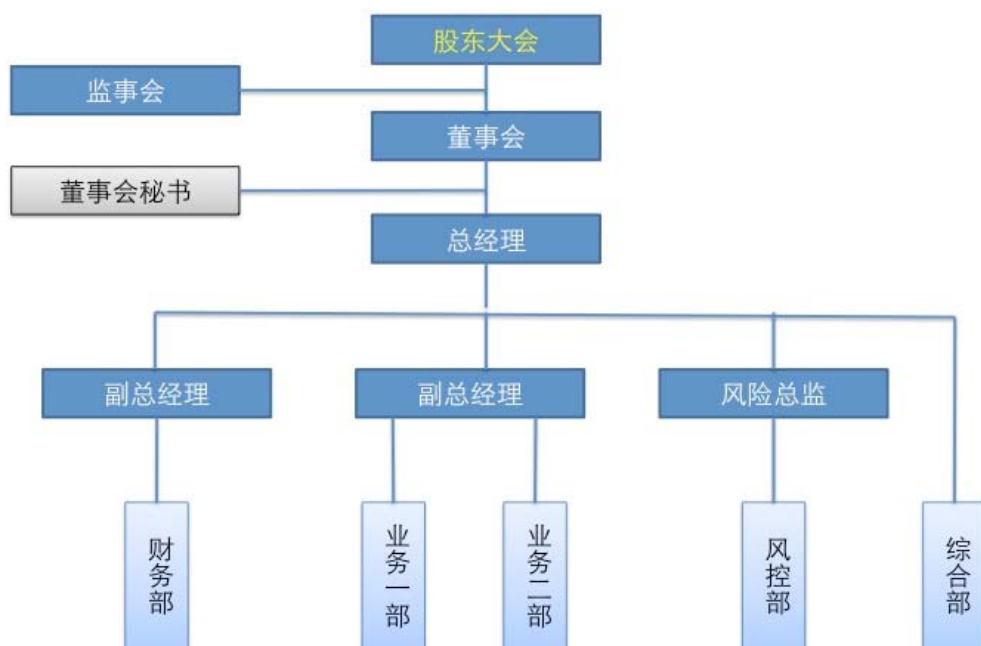 股东大会
监事会
董事会
董事会秘书
总经理
副总经理
副总经理
风险总监
财务部
业务一部
业务二部
风控部
综合部